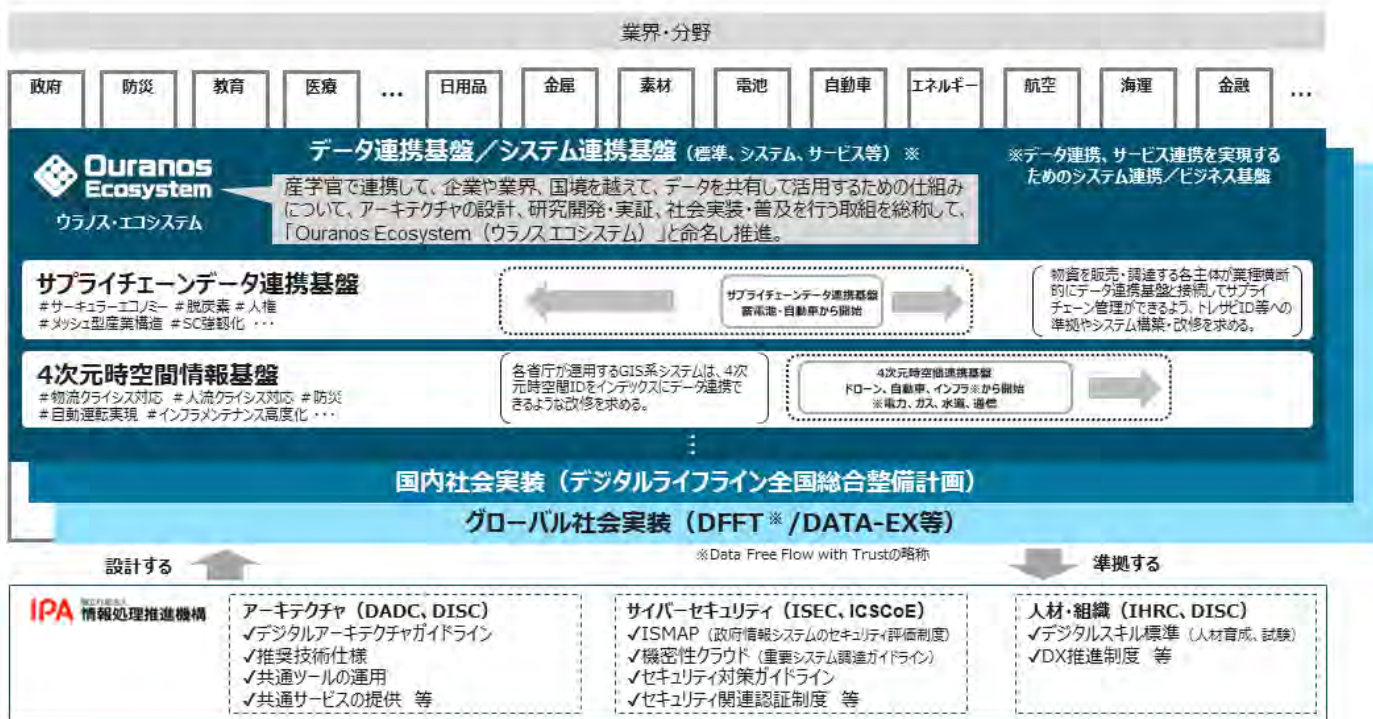 業界・分野
政府 防災 教育 医療 … 日用品 金属 素材 電池 自動車 エネルギー 航空 海運 金融 …
Ouranos
Ecosystem
ウラノス・エコシステム
データ連携基盤／システム連携基盤（標準、システム、サービス等）※
※データ連携、サービス連携を実現する
ためのシステム連携／ビジネス基盤
産学官で連携して、企業や業界、国境を越えて、データを共有して活用するための仕組み
について、アーキテクチャの設計、研究開発・実証、社会実装・普及を行う取組を総称して、
「Ouranos Ecosystem（ウラノス エコシステム）」と命名し推進。
サプライチェーンデータ連携基盤
#サーキュラーエコノミー #脱炭素 #人権
#メッシュ型産業構造 #SC強靱化 ・・・
サプライチェーンデータ連携基盤
蓄電池・自動車から開始
物資を販売・調達する各主体が業種横断
的にデータ連携基盤と接続してサプライ
チェーン管理ができるよう、トレサビID等への
準拠やシステム構築・改修を求める。
4次元時空間情報基盤
#物流クライシス対応 #人流クライシス対応 #防災
#自動運転実現 #インフラメンテナンス高度化 ・・・
各省庁が運用するGIS系システムは、4次
元時空間IDをインデックスにデータ連携で
きるような改修を求める。
4次元時空間連携基盤
ドローン、自動車、インフラ※から開始
※電力、ガス、水道、通信
⋮
国内社会実装（デジタルライフライン全国総合整備計画）
グローバル社会実装（DFFT※/DATA-EX等）
※Data Free Flow with Trustの略称
設計する
準拠する
IPA 独立行政法人 情報処理推進機構
アーキテクチャ（DADC、DISC）
✓デジタルアーキテクチャガイドライン
✓推奨技術仕様
✓共通ツールの運用
✓共通サービスの提供 等
サイバーセキュリティ（ISEC、ICSCoE）
✓ISMAP（政府情報システムのセキュリティ評価制度）
✓機密性クラウド（重要システム調達ガイドライン）
✓セキュリティ対策ガイドライン
✓セキュリティ関連認証制度 等
人材・組織（IHRC、DISC）
✓デジタルスキル標準（人材育成、試験）
✓DX推進制度 等